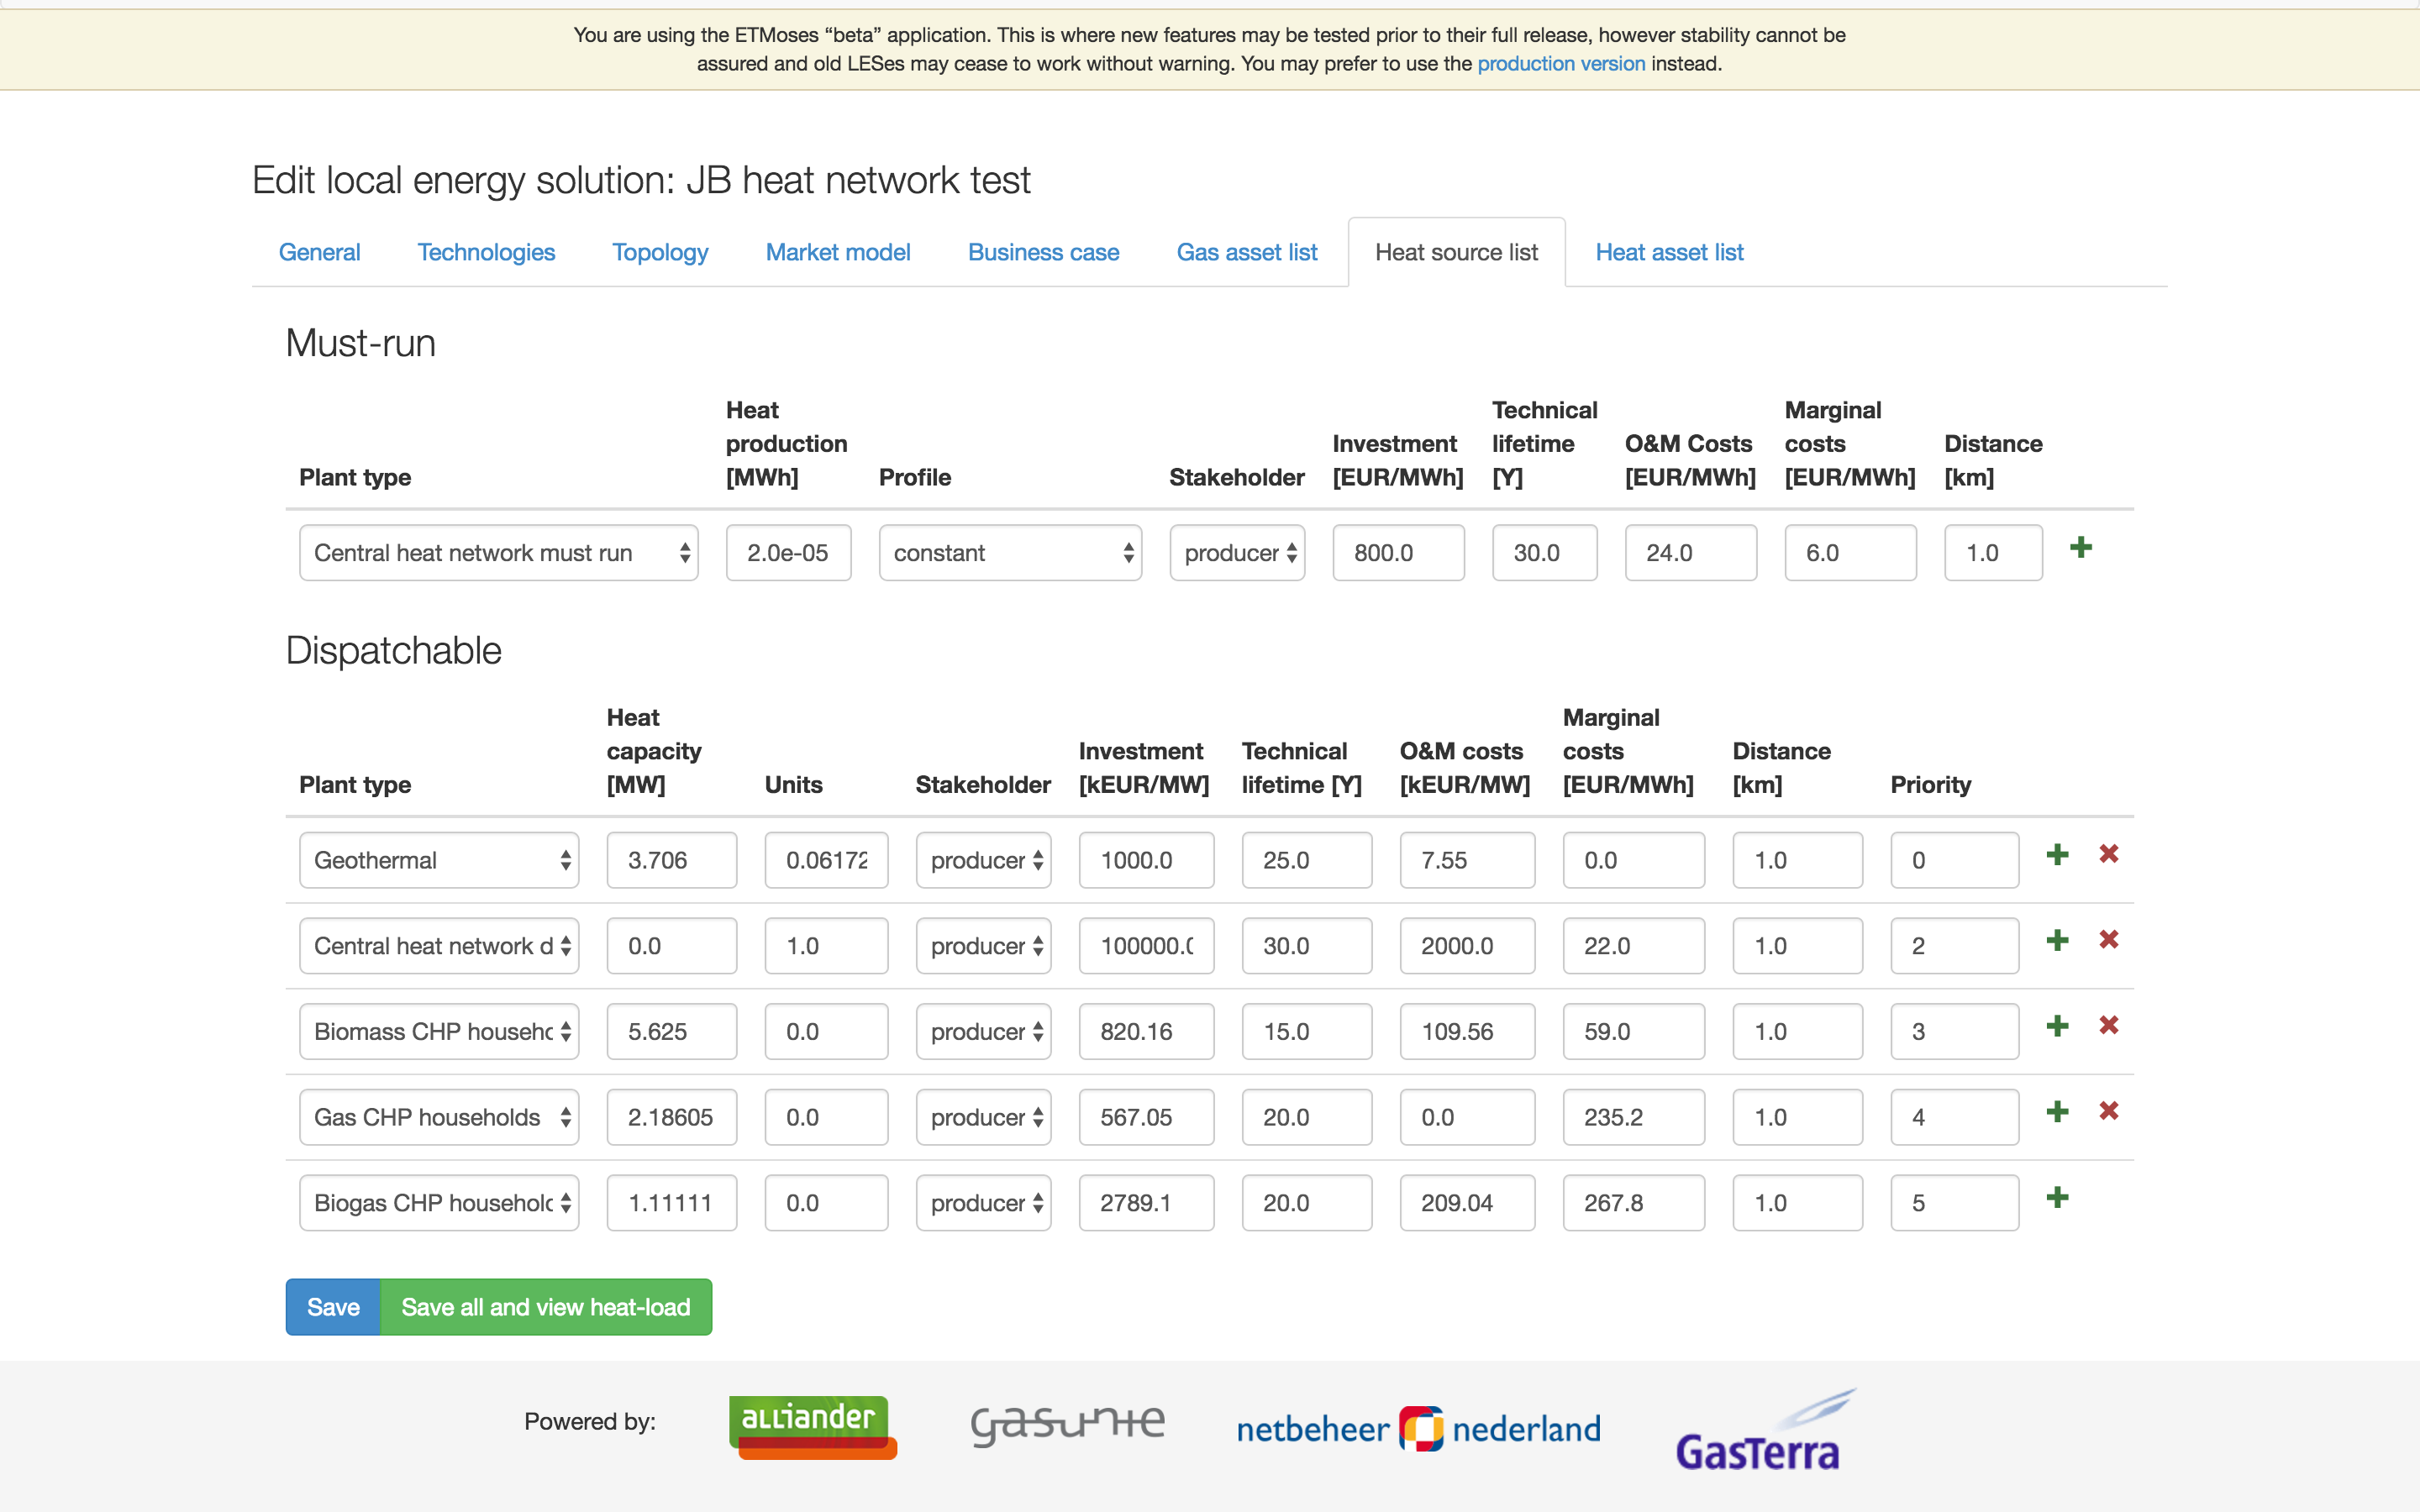 You are using the ETMoses “beta” application. This is where new features may be tested prior to their full release, however stability cannot be
assured and old LESes may cease to work without warning. You may prefer to use the production version instead.
Edit local energy solution: JB heat network test
General Technologies Topology Market model Business case Gas asset list Heat source list Heat asset list
Must-run
Plant type Heat production [MWh] Profile Stakeholder Investment [EUR/MWh] Technical lifetime [Y] O&M Costs [EUR/MWh] Marginal costs [EUR/MWh] Distance [km]
Central heat network must run 2.0e-05 constant producer 800.0 30.0 24.0 6.0 1.0
Dispatchable
Plant type Heat capacity [MW] Units Stakeholder Investment [kEUR/MW] Technical lifetime [Y] O&M costs [kEUR/MW] Marginal costs [EUR/MWh] Distance [km] Priority
Geothermal 3.706 0.06172 producer 1000.0 25.0 7.55 0.0 1.0 0
Central heat network d 0.0 1.0 producer 100000.0 30.0 2000.0 22.0 1.0 2
Biomass CHP househo 5.625 0.0 producer 820.16 15.0 109.56 59.0 1.0 3
Gas CHP households 2.18605 0.0 producer 567.05 20.0 0.0 235.2 1.0 4
Biogas CHP househol 1.11111 0.0 producer 2789.1 20.0 209.04 267.8 1.0 5
Save Save all and view heat-load
Powered by: alliander gasunie netbeheer nederland GasTerra